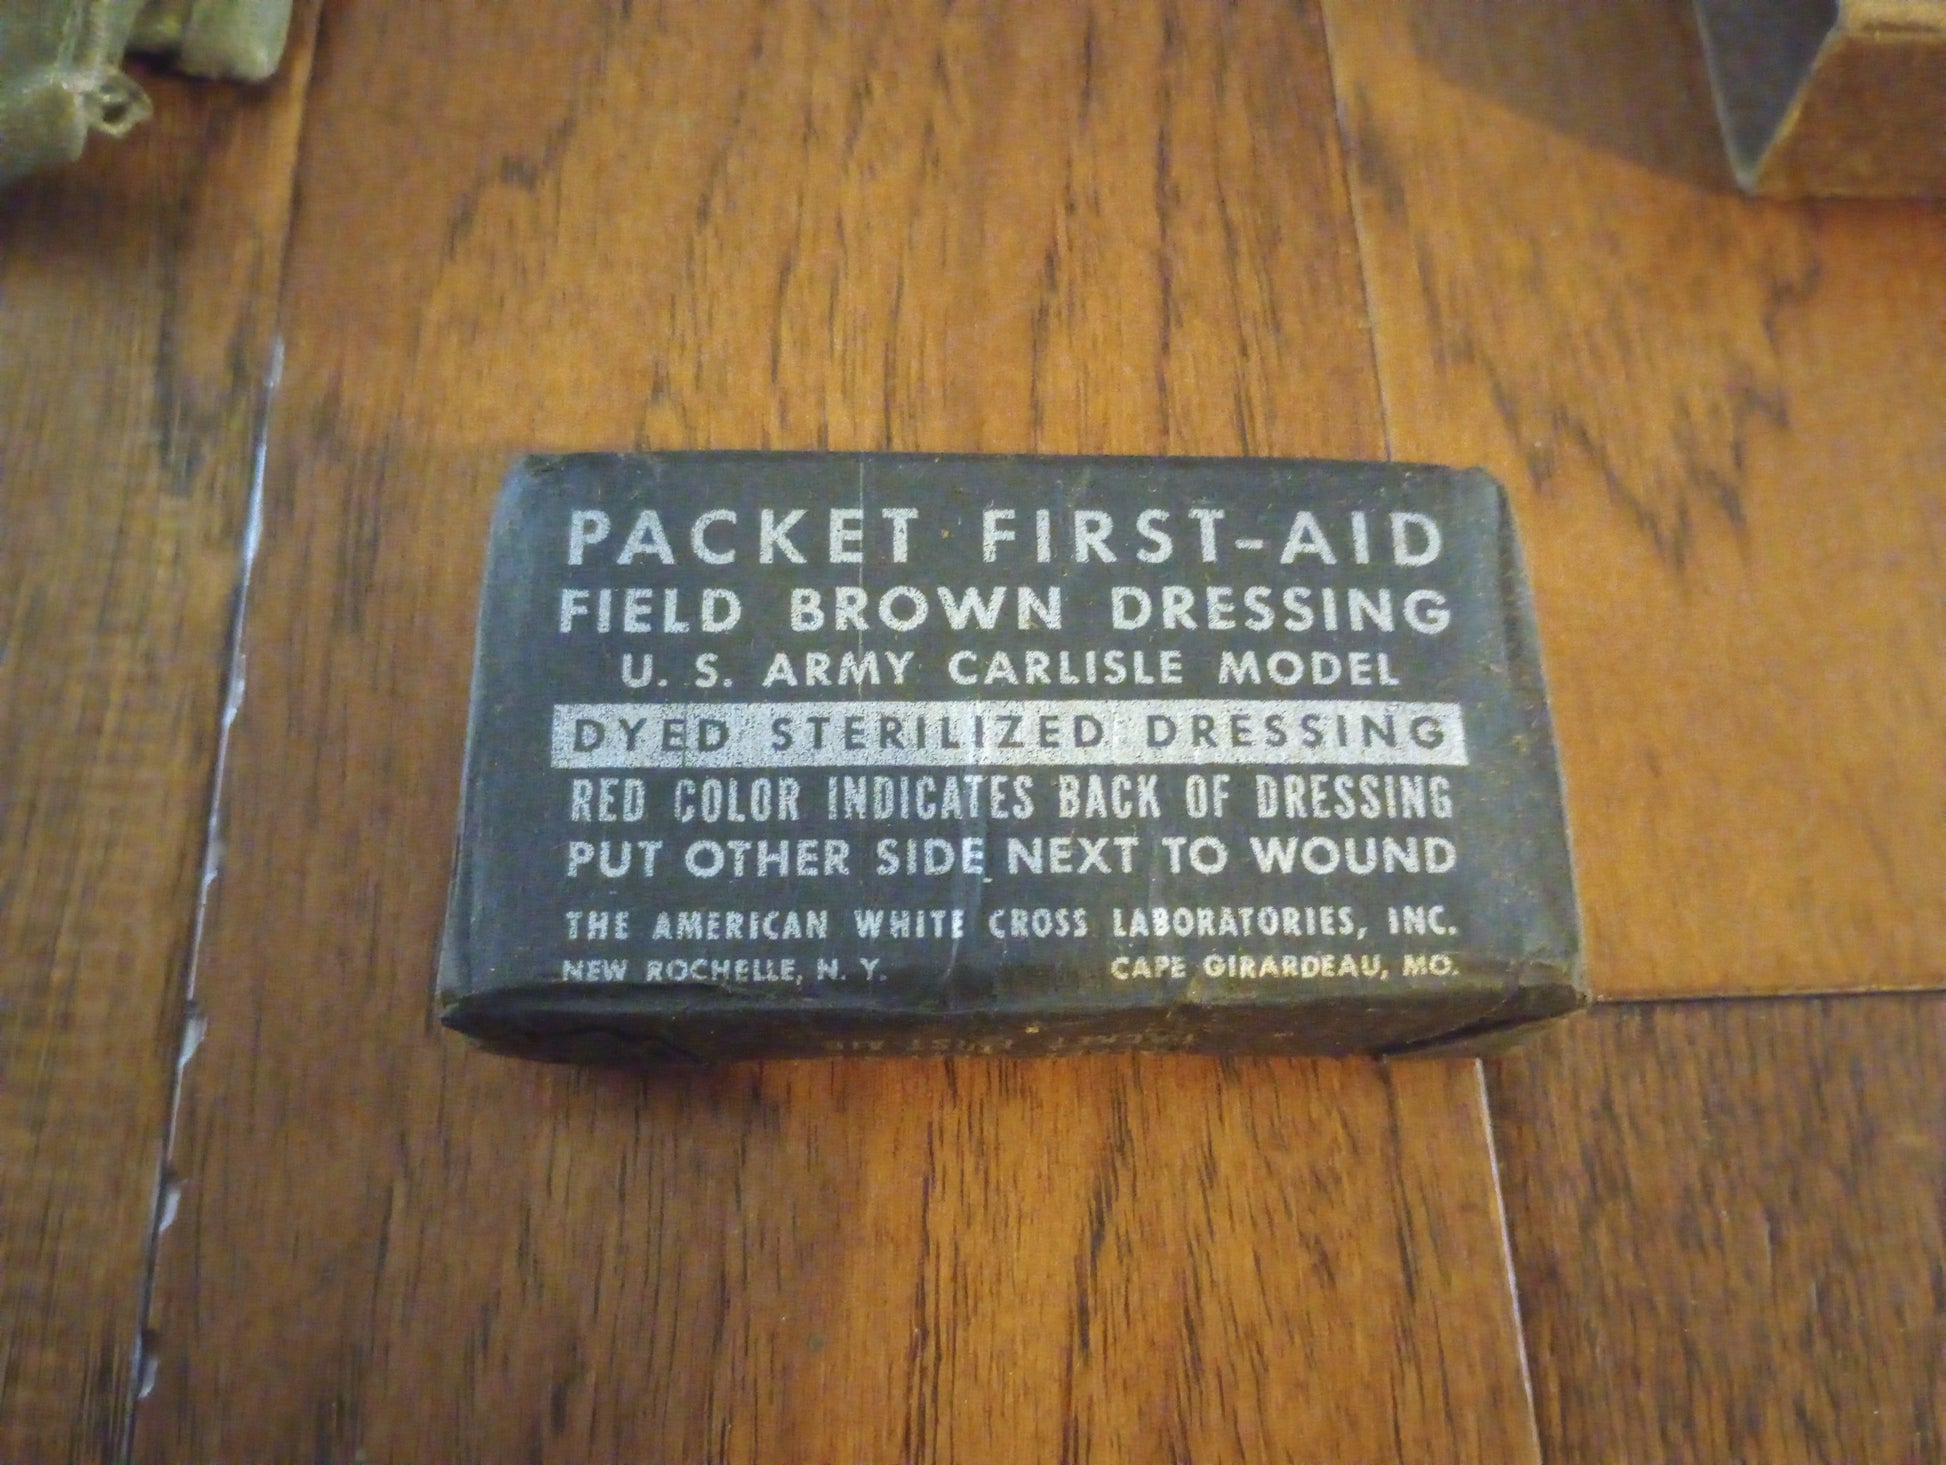 PACKET FIRST-AID
FIELD BROWN DRESSING
U. S. ARMY CARLISLE MODEL
DYED STERILIZED DRESSING
RED COLOR INDICATES BACK OF DRESSING
PUT OTHER SIDE NEXT TO WOUND
THE AMERICAN WHITE CROSS LABORATORIES, INC.
NEW ROCHELLE, N. Y. CAPE GIRARDEAU, MO.